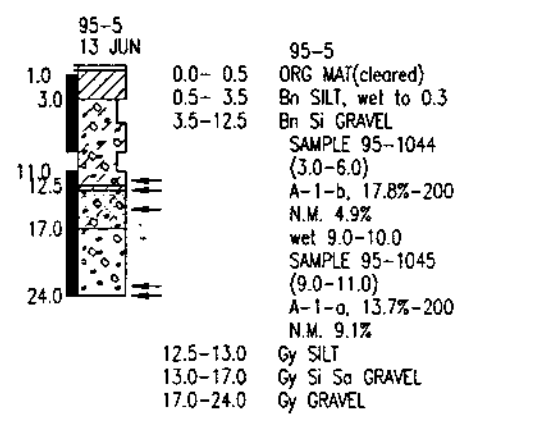 95-5
13 JUN
1.0
3.0
11.0
12.5
17.0
24.0
95-5
0.0- 0.5 ORG MAT(cleared)
0.5- 3.5 Bn SILT, wet to 0.3
3.5-12.5 Bn Si GRAVEL
SAMPLE 95-1044
(3.0-6.0)
A-1-b, 17.8%-200
N.M. 4.9%
wet 9.0-10.0
SAMPLE 95-1045
(9.0-11.0)
A-1-a, 13.7%-200
N.M. 9.1%
12.5-13.0 Gy SILT
13.0-17.0 Gy Si Sa GRAVEL
17.0-24.0 Gy GRAVEL